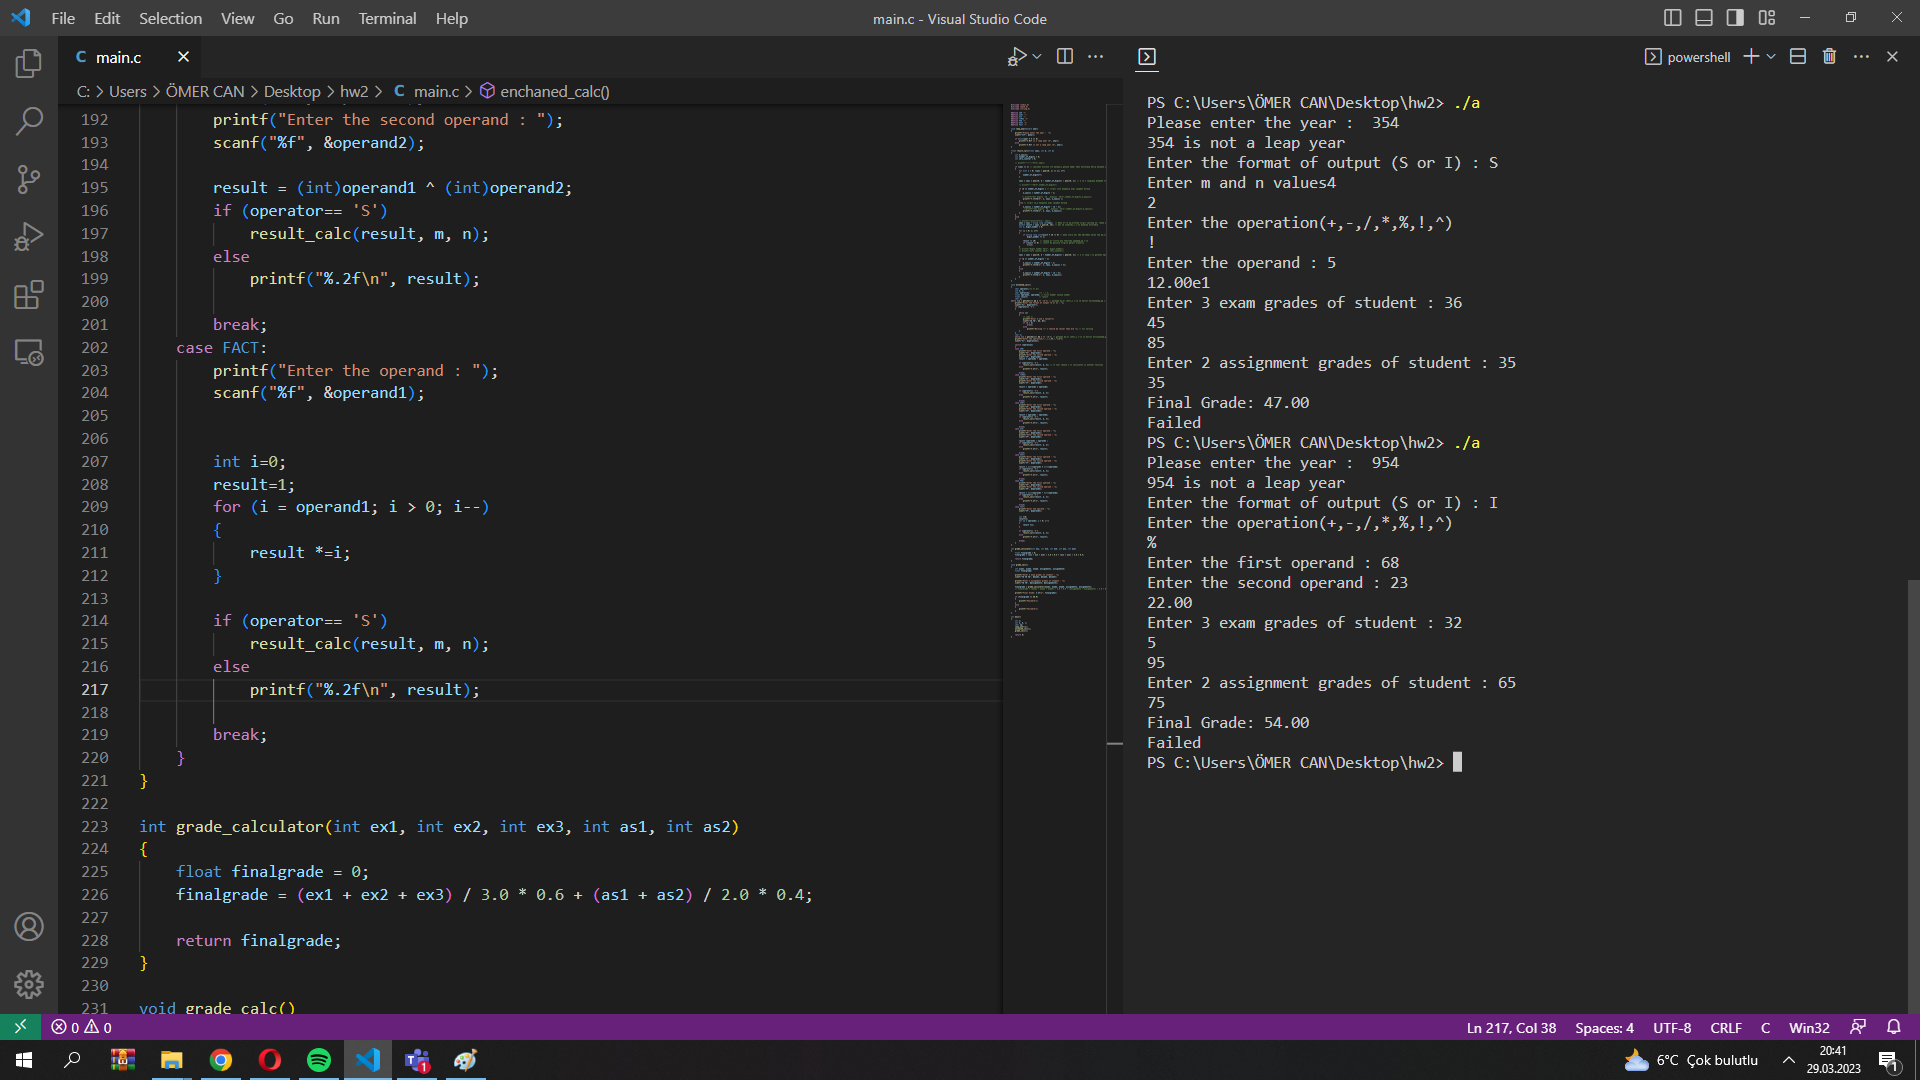 File Edit Selection View Go Run Terminal Help
main.c - Visual Studio Code
C main.c
C: > Users > ÖMER CAN > Desktop > hw2 > C main.c > enchaned_calc()
192 printf("Enter the second operand : ");
193 scanf("%f", &operand2);
194
195 result = (int)operand1 ^ (int)operand2;
196 if (operator== 'S')
197 result_calc(result, m, n);
198 else
199 printf("%.2f\n", result);
200
201 break;
202 case FACT:
203 printf("Enter the operand : ");
204 scanf("%f", &operand1);
205
206
207 int i=0;
208 result=1;
209 for (i = operand1; i > 0; i--)
210 {
211 result *=i;
212 }
213
214 if (operator== 'S')
215 result_calc(result, m, n);
216 else
217 printf("%.2f\n", result);
218
219 break;
220 }
221 }
222
223 int grade_calculator(int ex1, int ex2, int ex3, int as1, int as2)
224 {
225 float finalgrade = 0;
226 finalgrade = (ex1 + ex2 + ex3) / 3.0 * 0.6 + (as1 + as2) / 2.0 * 0.4;
227
228 return finalgrade;
229 }
230
231 void grade_calc()
powershell
PS C:\Users\ÖMER CAN\Desktop\hw2> ./a
Please enter the year :  354
354 is not a leap year
Enter the format of output (S or I) : S
Enter m and n values4
2
Enter the operation(+,-,/,*,%,!,^)
!
Enter the operand : 5
12.00e1
Enter 3 exam grades of student : 36
45
85
Enter 2 assignment grades of student : 35
35
Final Grade: 47.00
Failed
PS C:\Users\ÖMER CAN\Desktop\hw2> ./a
Please enter the year :  954
954 is not a leap year
Enter the format of output (S or I) : I
Enter the operation(+,-,/,*,%,!,^)
%
Enter the first operand : 68
Enter the second operand : 23
22.00
Enter 3 exam grades of student : 32
5
95
Enter 2 assignment grades of student : 65
75
Final Grade: 54.00
Failed
PS C:\Users\ÖMER CAN\Desktop\hw2>
0 0
Ln 217, Col 38 Spaces: 4 UTF-8 CRLF C Win32
1
6°C Çok bulutlu
20:41
29.03.2023
1